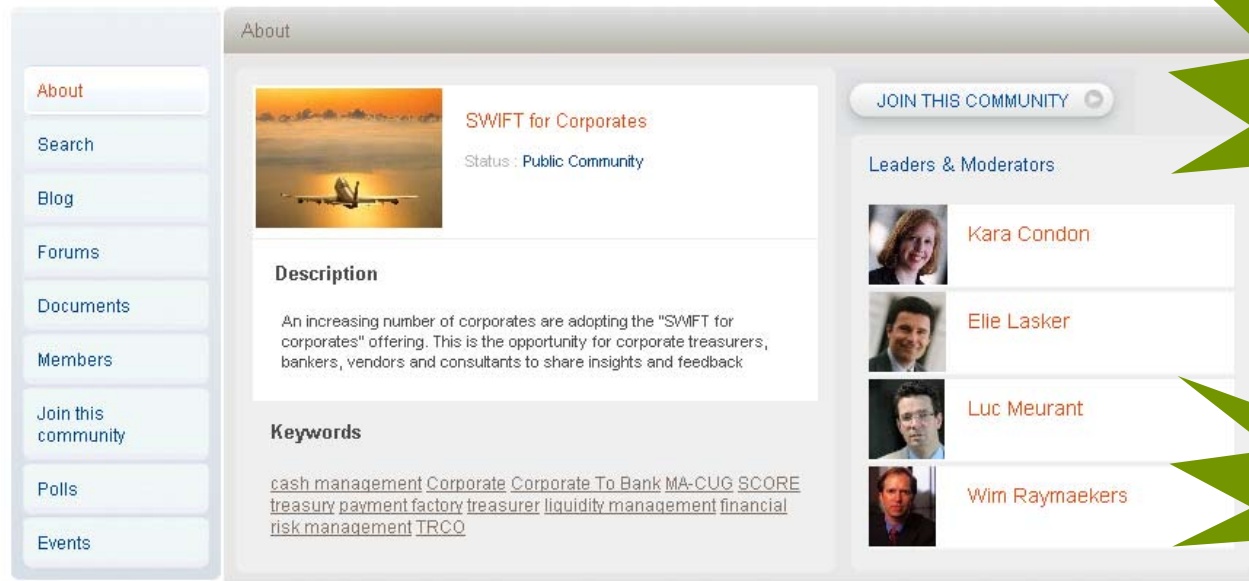 About
About
Search
Blog
Forums
Documents
Members
Join this
community
Polls
Events
SWIFT for Corporates
Status : Public Community
Description
An increasing number of corporates are adopting the "SWIFT for
corporates" offering. This is the opportunity for corporate treasurers,
bankers, vendors and consultants to share insights and feedback
Keywords
cash management Corporate Corporate To Bank MA-CUG SCORE
treasury payment factory treasurer liquidity management financial
risk management TRCO
JOIN THIS COMMUNITY
Leaders & Moderators
Kara Condon
Elie Lasker
Luc Meurant
Wim Raymaekers